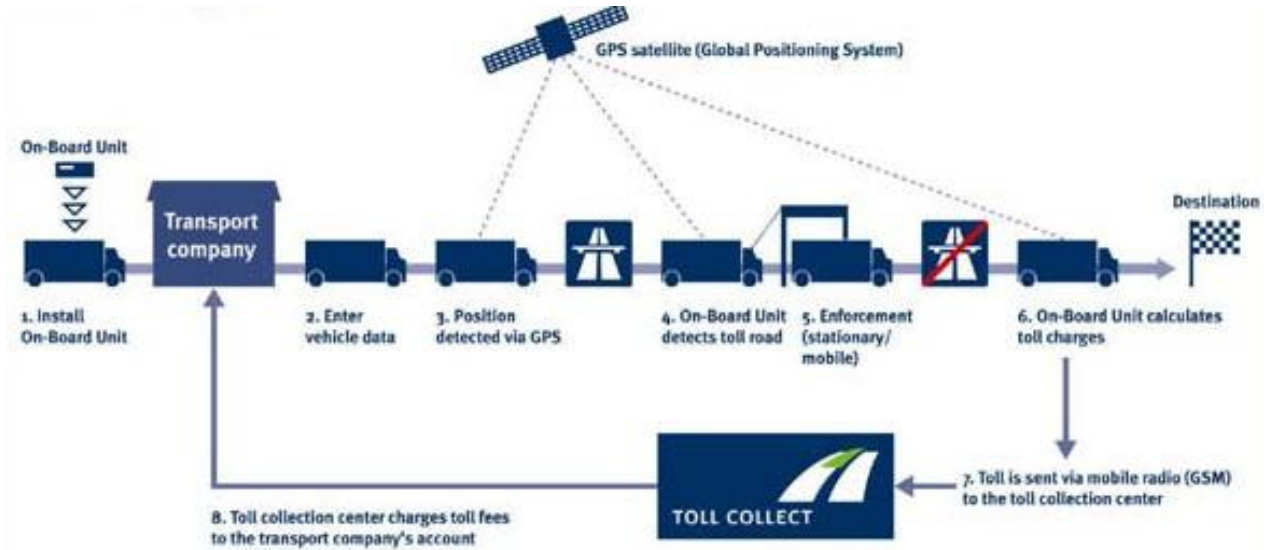 GPS satellite (Global Positioning System)
On-Board Unit
Transport
company
Destination
1. Install
On-Board Unit
2. Enter
vehicle data
3. Position
detected via GPS
4. On-Board Unit
detects toll road
5. Enforcement
(stationary/
mobile)
6. On-Board Unit calculates
toll charges
7. Toll is sent via mobile radio (GSM)
to the toll collection center
TOLL COLLECT
8. Toll collection center charges toll fees
to the transport company's account